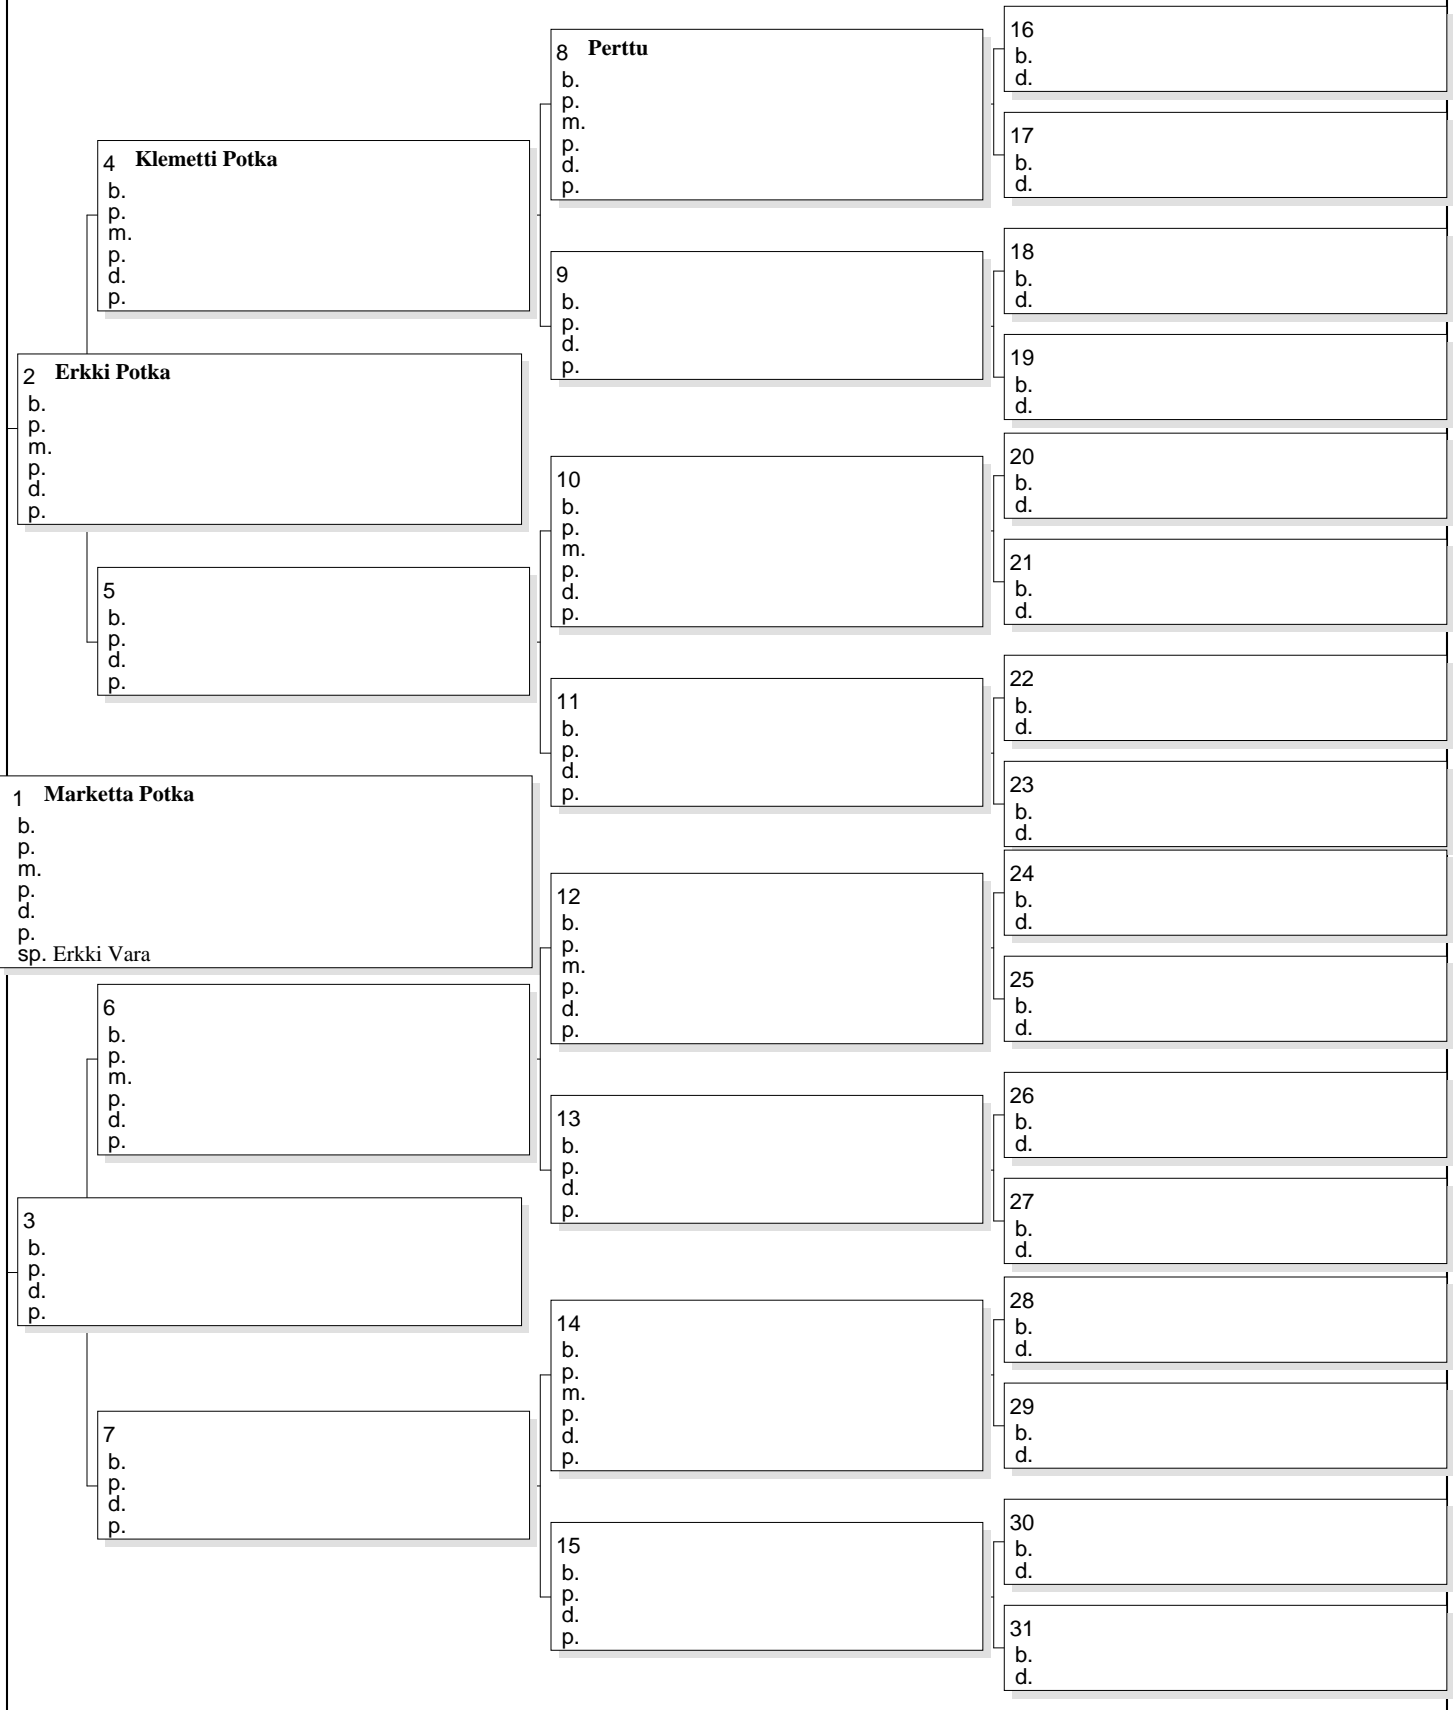 16
b.
d.
8 Perttu
b.
p.
m.
p.
d.
p.
17
b.
d.
4 Klemetti Potka
b.
p.
m.
p.
d.
p.
18
b.
d.
9
b.
p.
d.
p.
19
b.
d.
2 Erkki Potka
b.
p.
m.
p.
d.
p.
20
b.
d.
10
b.
p.
m.
p.
d.
p.
21
b.
d.
5
b.
p.
d.
p.
22
b.
d.
11
b.
p.
d.
p.
23
b.
d.
1 Marketta Potka
b.
p.
m.
p.
d.
p.
sp. Erkki Vara
24
b.
d.
12
b.
p.
m.
p.
d.
p.
25
b.
d.
6
b.
p.
m.
p.
d.
p.
26
b.
d.
13
b.
p.
d.
p.
27
b.
d.
3
b.
p.
d.
p.
28
b.
d.
14
b.
p.
m.
p.
d.
p.
29
b.
d.
7
b.
p.
d.
p.
30
b.
d.
15
b.
p.
d.
p.
31
b.
d.